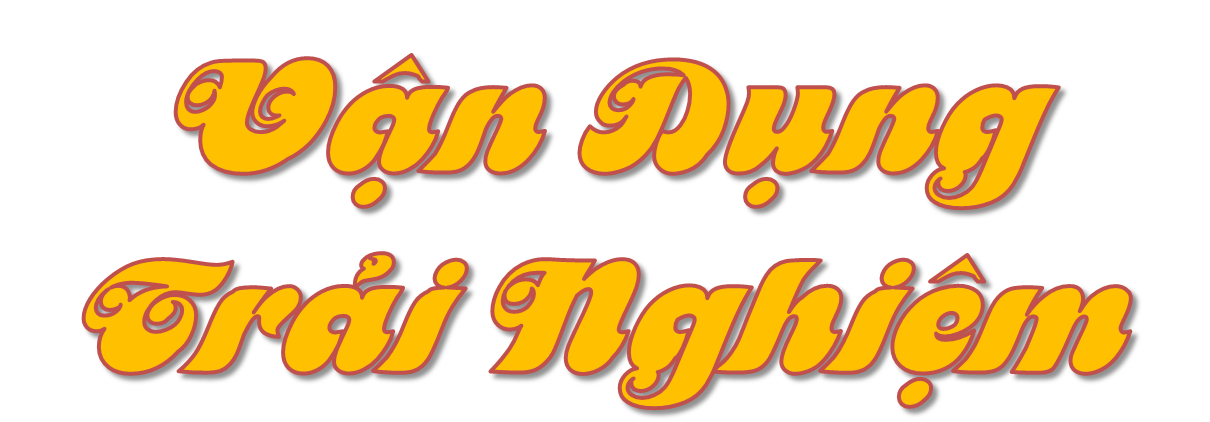 Vận Dụng
Trải Nghiệm